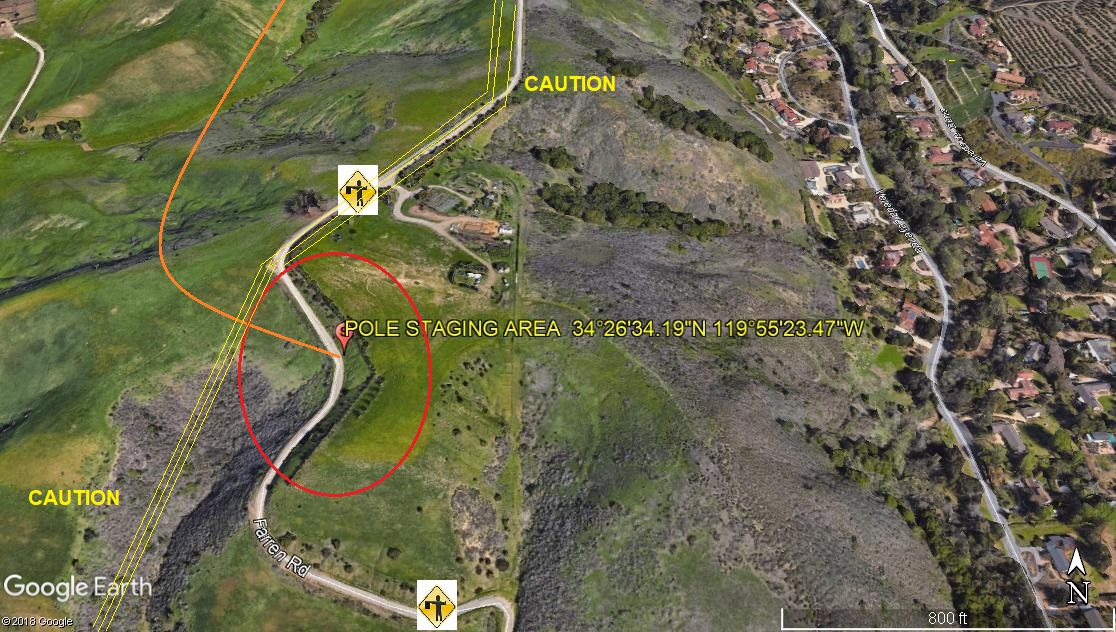 CAUTION
POLE STAGING AREA 34°26'34.19"N 119°55'23.47"W
CAUTION
Farren Rd
Google Earth
©2018 Google
N
800 ft